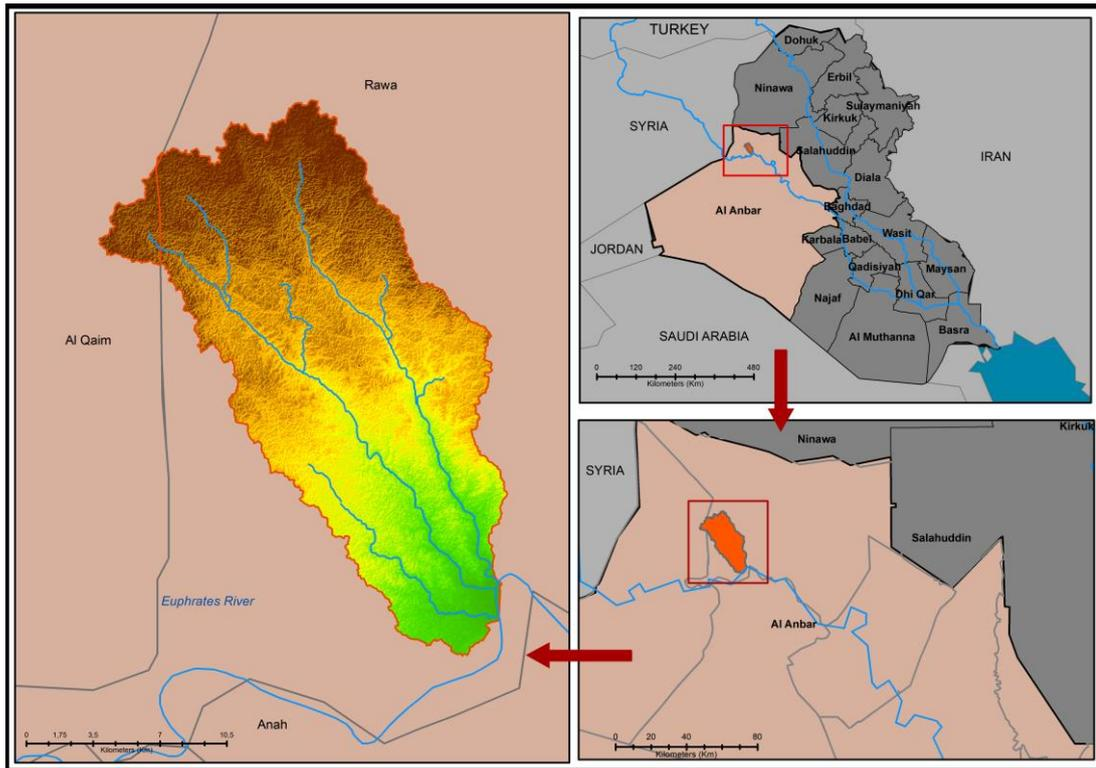 Rawa
Al Qaim
Euphrates River
Anah
0 1,75 3,5 7 10,5
Kilometers (Km)
TURKEY
Dohuk
Erbil
Ninawa
Sulaymaniyah
Kirkuk
SYRIA
Salahuddin
IRAN
Diala
Al Anbar
Baghdad
Wasit
JORDAN
Karbala Babel
Qadisiyah
Maysan
Najaf
Dhi Qar
Al Muthanna
Basra
SAUDI ARABIA
0 120 240 480
Kilometers (Km)
Kirkuk
Ninawa
SYRIA
Salahuddin
Al Anbar
0 20 40 80
Kilometers (Km)